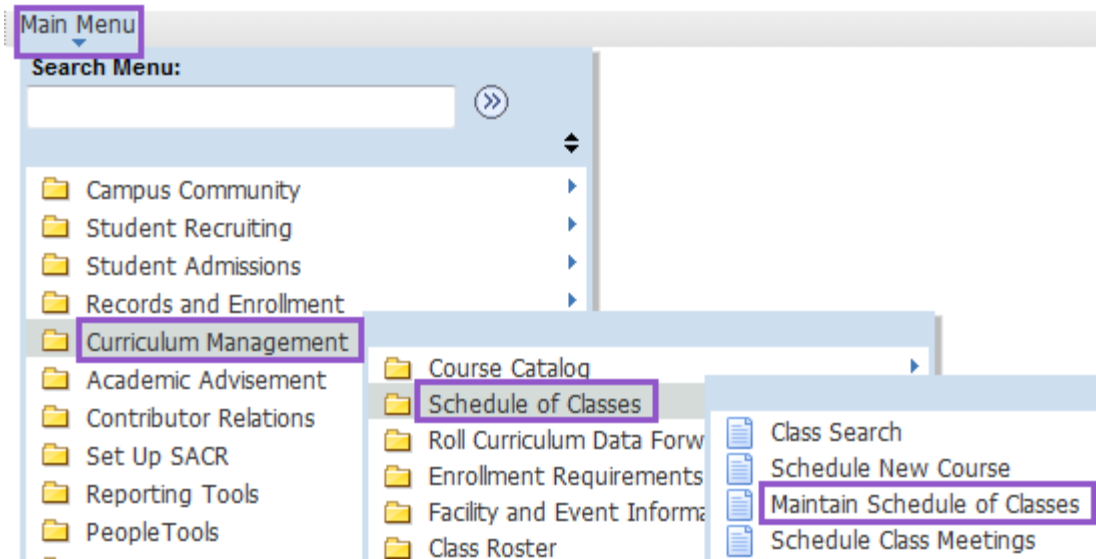 Main Menu
Search Menu:
Campus Community
Student Recruiting
Student Admissions
Records and Enrollment
Curriculum Management
Academic Advisement
Contributor Relations
Set Up SACR
Reporting Tools
PeopleTools
Course Catalog
Schedule of Classes
Roll Curriculum Data Forw
Enrollment Requirements
Facility and Event Informa
Class Roster
Class Search
Schedule New Course
Maintain Schedule of Classes
Schedule Class Meetings